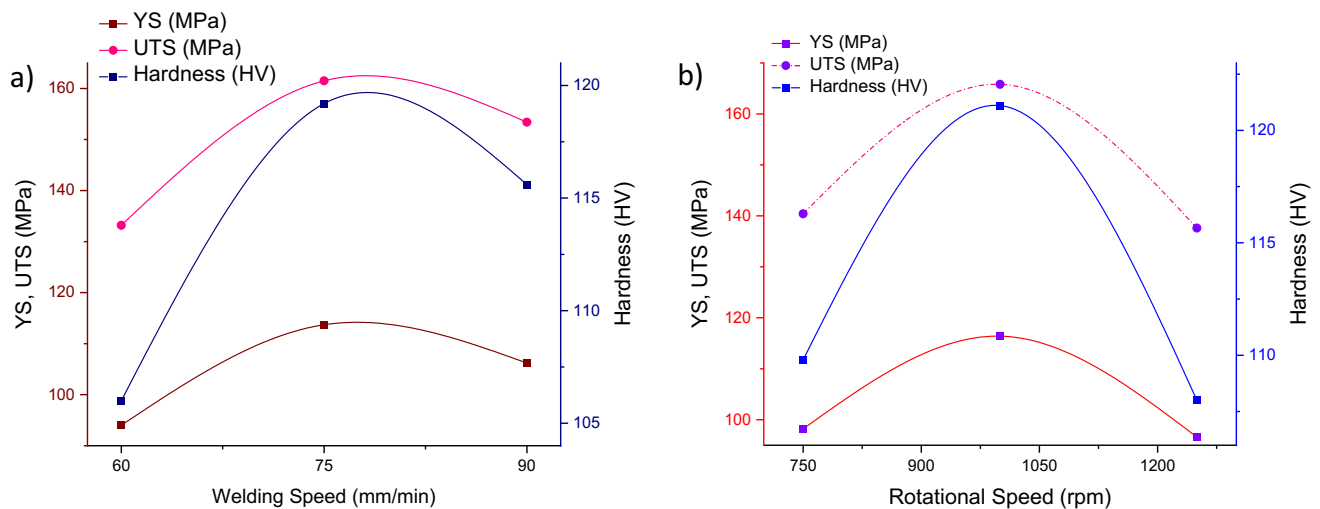 a)
YS (MPa)
UTS (MPa)
Hardness (HV)
160
140
120
100
YS, UTS (MPa)
120
115
110
105
Hardness (HV)
60
75
90
Welding Speed (mm/min)
b)
YS (MPa)
UTS (MPa)
Hardness (HV)
160
140
120
100
YS, UTS (MPa)
120
115
110
Hardness (HV)
750
900
1050
1200
Rotational Speed (rpm)